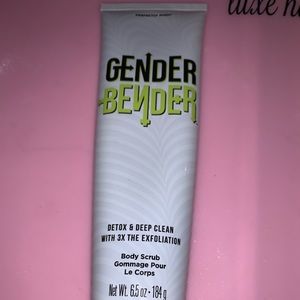 GENDER
BENDER
DETOX & DEEP CLEAN
WITH 3X THE EXFOLIATION
Body Scrub
Gommage Pour
Le Corps
Net Wt. 6.5 oz - 184 g